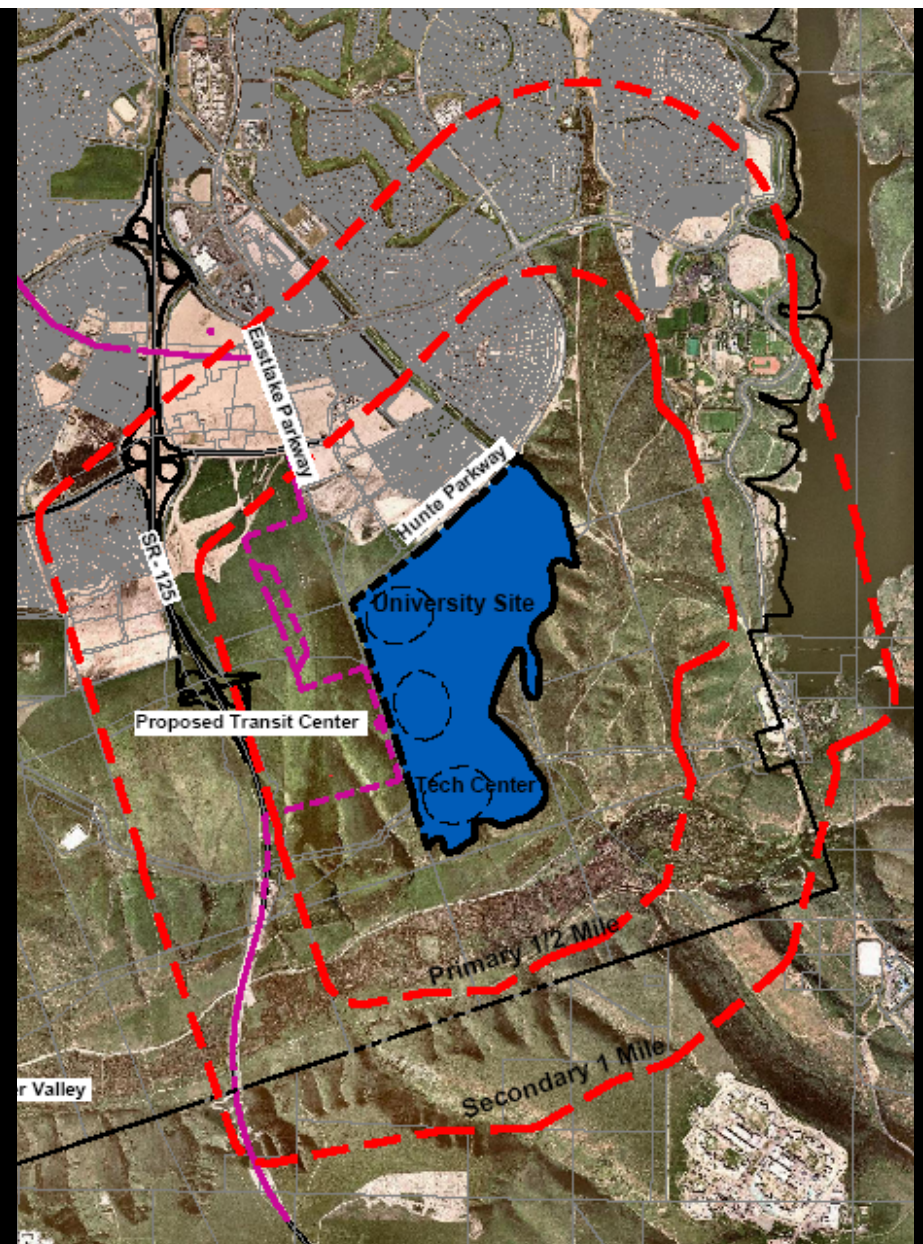 Eastlake Parkway
Hunte Parkway
SR - 125
University Site
Proposed Transit Center
Tech Center
Primary 1/2 Mile
Secondary 1 Mile
er Valley